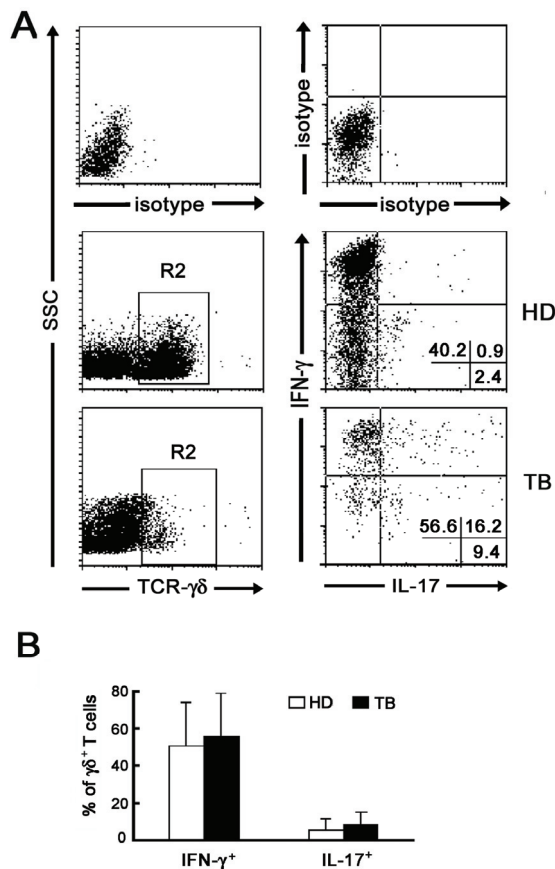 A
SSC
isotype
isotype
isotype
R2
IFN-γ
40.2 0.9
2.4
HD
R2
56.6 16.2
9.4
TB
TCR-γδ
IL-17
B
% of γδ+ T cells
80
60
40
20
0
HD TB
IFN-γ+ IL-17+